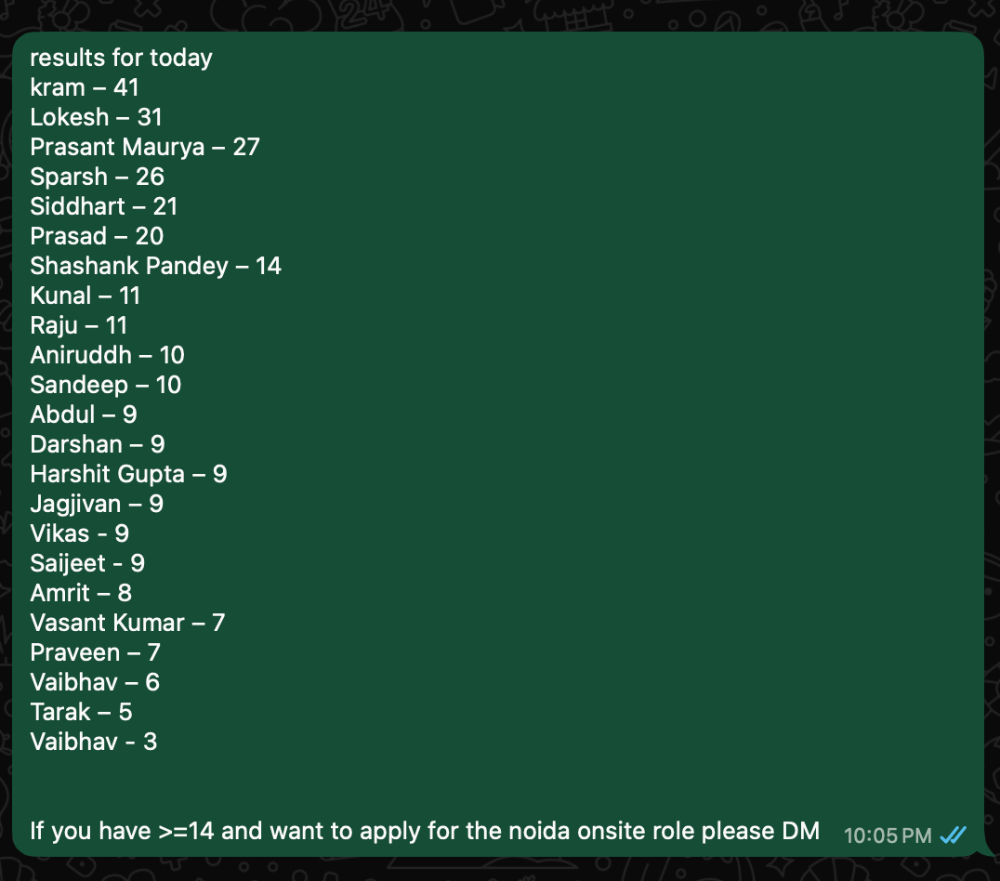 results for today
kram – 41
Lokesh – 31
Prasant Maurya – 27
Sparsh – 26
Siddhart – 21
Prasad – 20
Shashank Pandey – 14
Kunal – 11
Raju – 11
Aniruddh – 10
Sandeep – 10
Abdul – 9
Darshan – 9
Harshit Gupta – 9
Jagjivan – 9
Vikas - 9
Saijeet - 9
Amrit – 8
Vasant Kumar – 7
Praveen – 7
Vaibhav – 6
Tarak – 5
Vaibhav - 3
If you have >=14 and want to apply for the noida onsite role please DM 10:05 PM